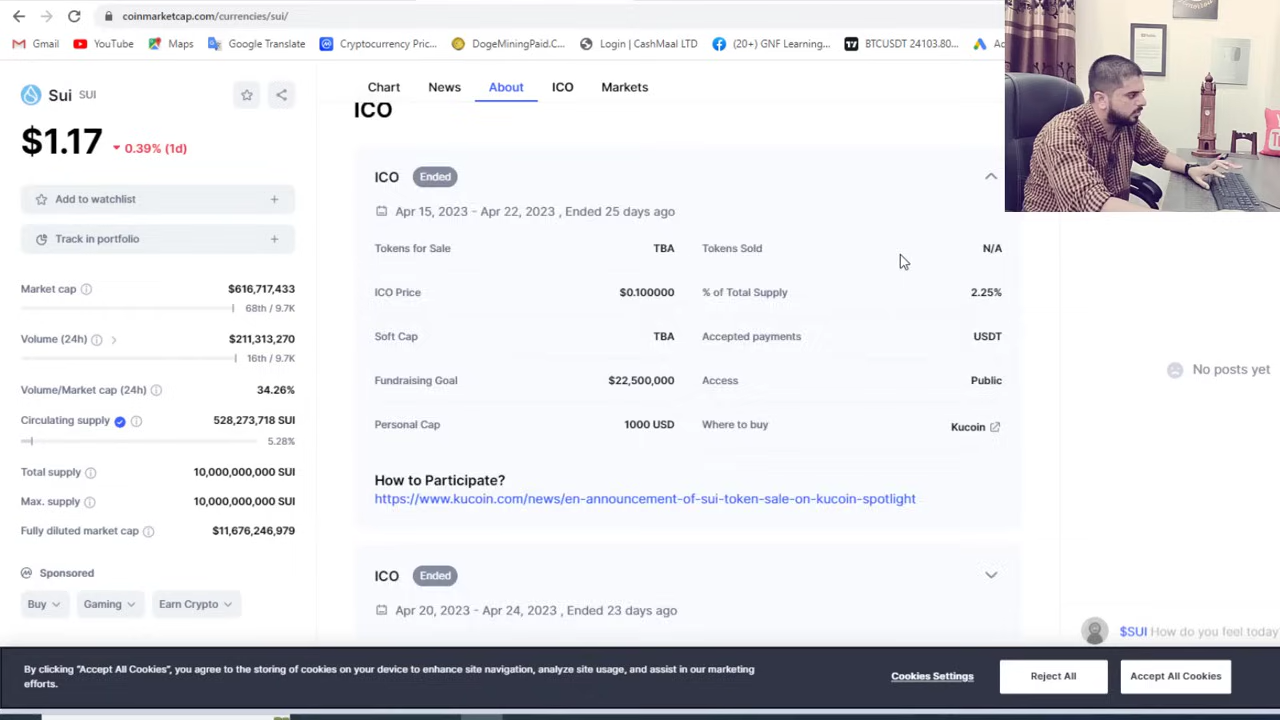 coinmarketcap.com/currencies/sui/
Gmail YouTube Maps Google Translate Cryptocurrency Pric... DogeMiningPaid.C... Login | CashMaal LTD (20+) GNF Learning... BTCUSDT 24103.80...
Sui SUI
$1.17 0.39% (1d)
Add to watchlist +
Track in portfolio +
Market cap $616,717,433
68th / 9.7K
Volume (24h) $211,313,270
16th / 9.7K
Volume/Market cap (24h) 34.26%
Circulating supply 528,273,718 SUI
5.28%
Total supply 10,000,000,000 SUI
Max. supply 10,000,000,000 SUI
Fully diluted market cap $11,676,246,979
Sponsored
Buy Gaming Earn Crypto
Chart News About ICO Markets
ICO
ICO Ended
Apr 15, 2023 - Apr 22, 2023 , Ended 25 days ago
Tokens for Sale TBA Tokens Sold N/A
ICO Price $0.100000 % of Total Supply 2.25%
Soft Cap TBA Accepted payments USDT
Fundraising Goal $22,500,000 Access Public
Personal Cap 1000 USD Where to buy Kucoin
How to Participate?
https://www.kucoin.com/news/en-announcement-of-sui-token-sale-on-kucoin-spotlight
ICO Ended
Apr 20, 2023 - Apr 24, 2023 , Ended 23 days ago
No posts yet
$SUI How do you feel today
By clicking "Accept All Cookies", you agree to the storing of cookies on your device to enhance site navigation, analyze site usage, and assist in our marketing
efforts.
Cookies Settings Reject All Accept All Cookies